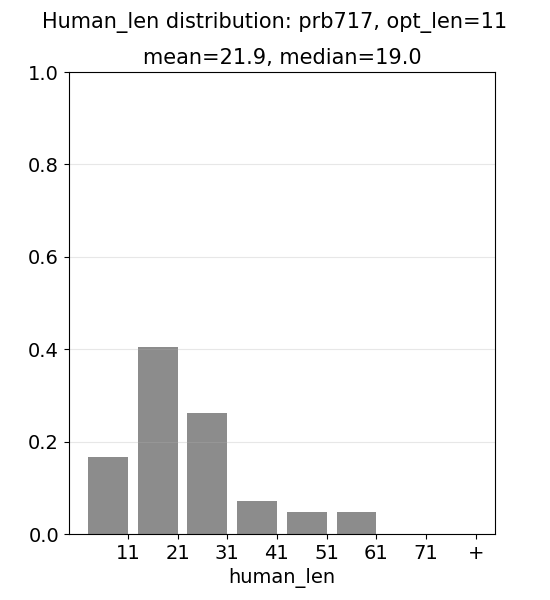 Human_len distribution: prb717, opt_len=11
mean=21.9, median=19.0
1.0
0.8
0.6
0.4
0.2
0.0
11 21 31 41 51 61 71 +
human_len